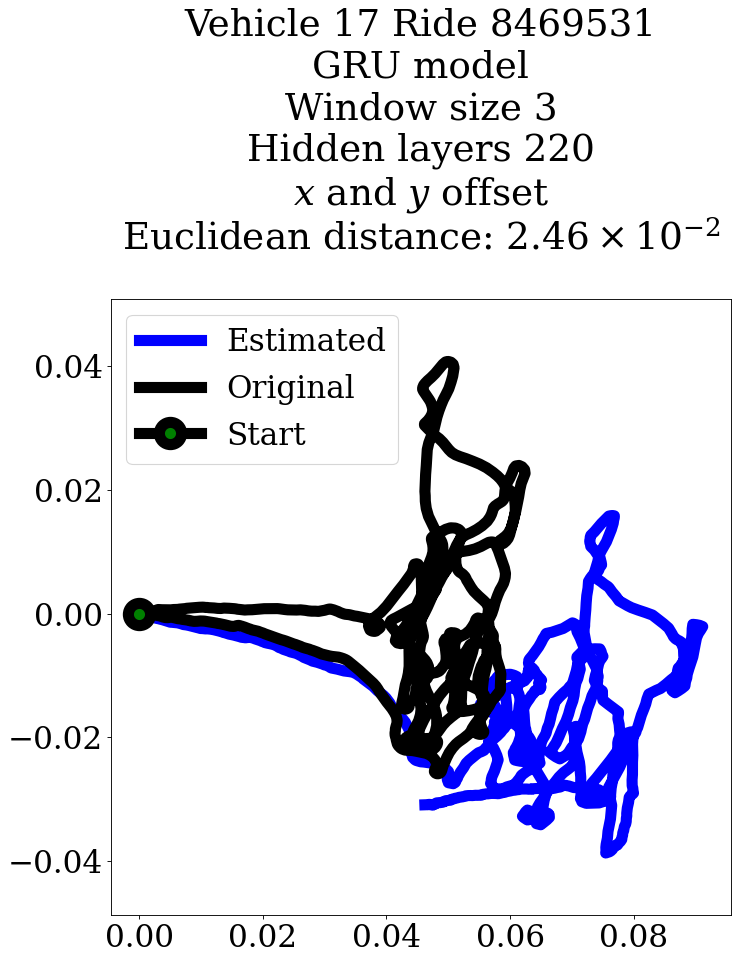 Vehicle 17 Ride 8469531
GRU model
Window size 3
Hidden layers 220
x and y offset
Euclidean distance: 2.46 × 10⁻²
Estimated
Original
Start
0.04
0.02
0.00
−0.02
−0.04
0.00 0.02 0.04 0.06 0.08